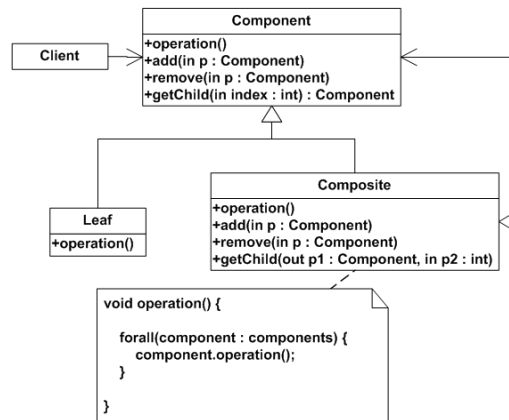 Component
Client
+operation()
+add(in p : Component)
+remove(in p : Component)
+getChild(in index : int) : Component
Leaf
+operation()
Composite
+operation()
+add(in p : Component)
+remove(in p : Component)
+getChild(out p1 : Component, in p2 : int)
void operation() {
forall(component : components) {
component.operation();
}
}